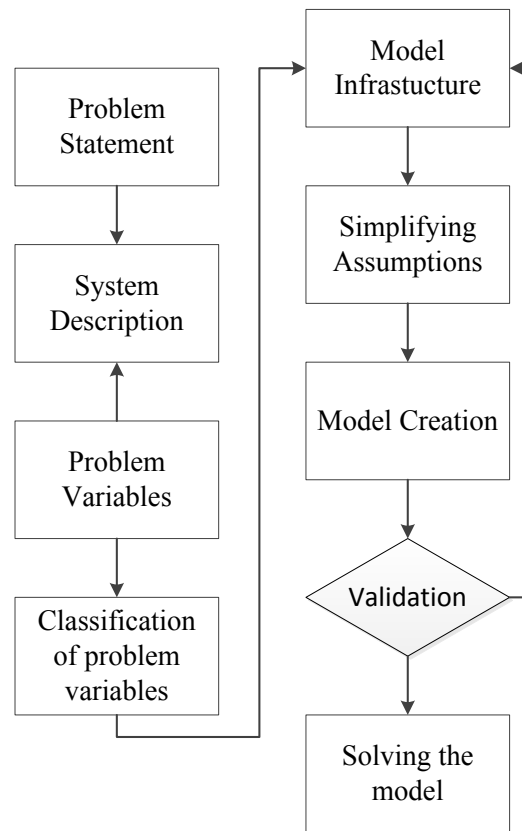 Problem
Statement
System
Description
Problem
Variables
Classification
of problem
variables
Model
Infrastucture
Simplifying
Assumptions
Model Creation
Validation
Solving the
model